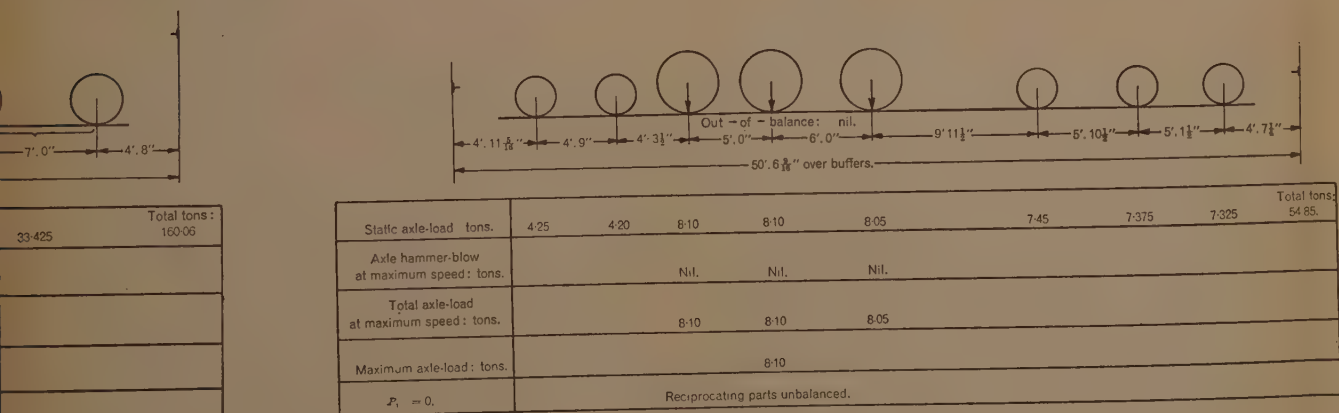 7'. 0" 4'. 8"
Total tons:
33·425 160·06
Out-of-balance: nil.
4'. 11 5/16" 4'. 9" 4'· 3½" 5'. 0" 6'. 0" 9' 11½" 5'. 10½" 5'. 1½" 4'. 7¼"
50'. 6 9/16" over buffers.
Total tons:
Static axle-load tons. 4·25 4·20 8·10 8·10 8·05 7·45 7·375 7·325 54 85.
Axle hammer-blow
at maximum speed: tons. Nil. Nil. Nil.
Total axle-load
at maximum speed: tons. 8·10 8·10 8·05
Maximum axle-load: tons. 8·10
P₁ = 0. Reciprocating parts unbalanced.